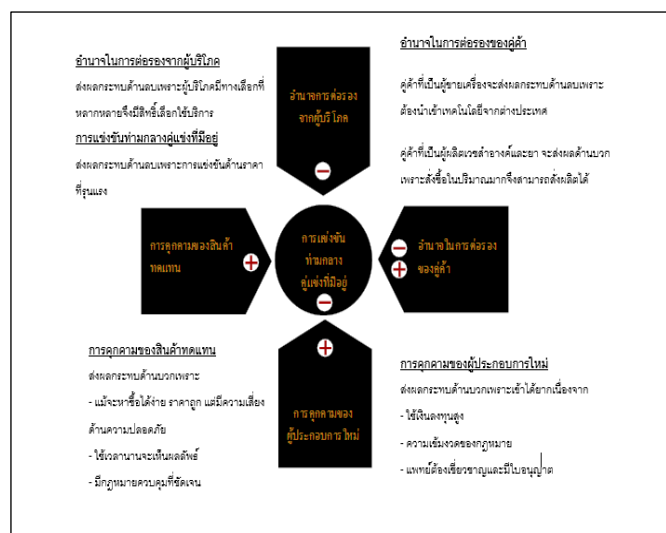 อำนาจในการต่อรองจากผู้บริโภค
ส่งผลกระทบด้านลบเพราะผู้บริโภคมีทางเลือกที่
หลากหลายจึงมีสิทธิ์เลือกใช้บริการ
การแข่งขันท่ามกลางคู่แข่งที่มีอยู่
ส่งผลกระทบด้านลบเพราะการแข่งขันด้านราคา
ที่รุนแรง
อำนาจการต่อรอง
จากผู้บริโภค
อำนาจในการต่อรองของคู่ค้า
คู่ค้าที่เป็นผู้ขายเครื่องจะส่งผลกระทบด้านลบเพราะ
ต้องนำเข้าเทคโนโลยีจากต่างประเทศ
คู่ค้าที่เป็นผู้ผลิตเวชสำอางค์และยา จะส่งผลด้านบวก
เพราะสั่งซื้อในปริมาณมากจึงสามารถสั่งผลิตได้
การคุกคามของสินค้า
ทดแทน
การแข่งขัน
ท่ามกลาง
คู่แข่งที่มีอยู่
อำนาจในการต่อรอง
ของคู่ค้า
การคุกคามของสินค้าทดแทน
ส่งผลกระทบด้านบวกเพราะ
- แม้จะหาซื้อได้ง่าย ราคาถูก แต่มีความเสี่ยง
ด้านความปลอดภัย
- ใช้เวลานานจะเห็นผลลัพธ์
- มีกฎหมายควบคุมที่ชัดเจน
การคุกคามของ
ผู้ประกอบการใหม่
การคุกคามของผู้ประกอบการใหม่
ส่งผลกระทบด้านบวกเพราะเข้าได้ยากเนื่องจาก
- ใช้เงินลงทุนสูง
- ความเข้มงวดของกฎหมาย
- แพทย์ต้องเชี่ยวชาญและมีใบอนุญาต